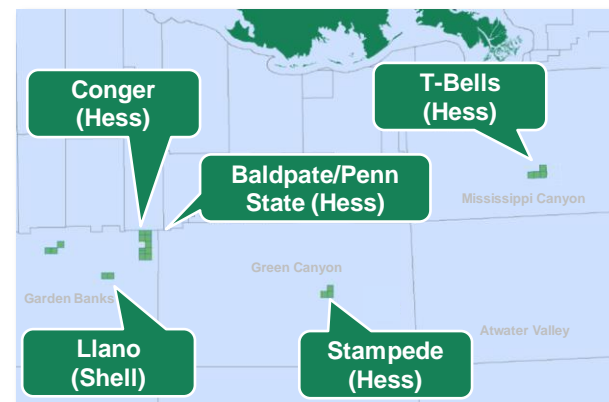 Conger
(Hess)
T-Bells
(Hess)
Baldpate/Penn
State (Hess)
Mississippi Canyon
Green Canyon
Garden Banks
Llano
(Shell)
Stampede
(Hess)
Atwater Valley